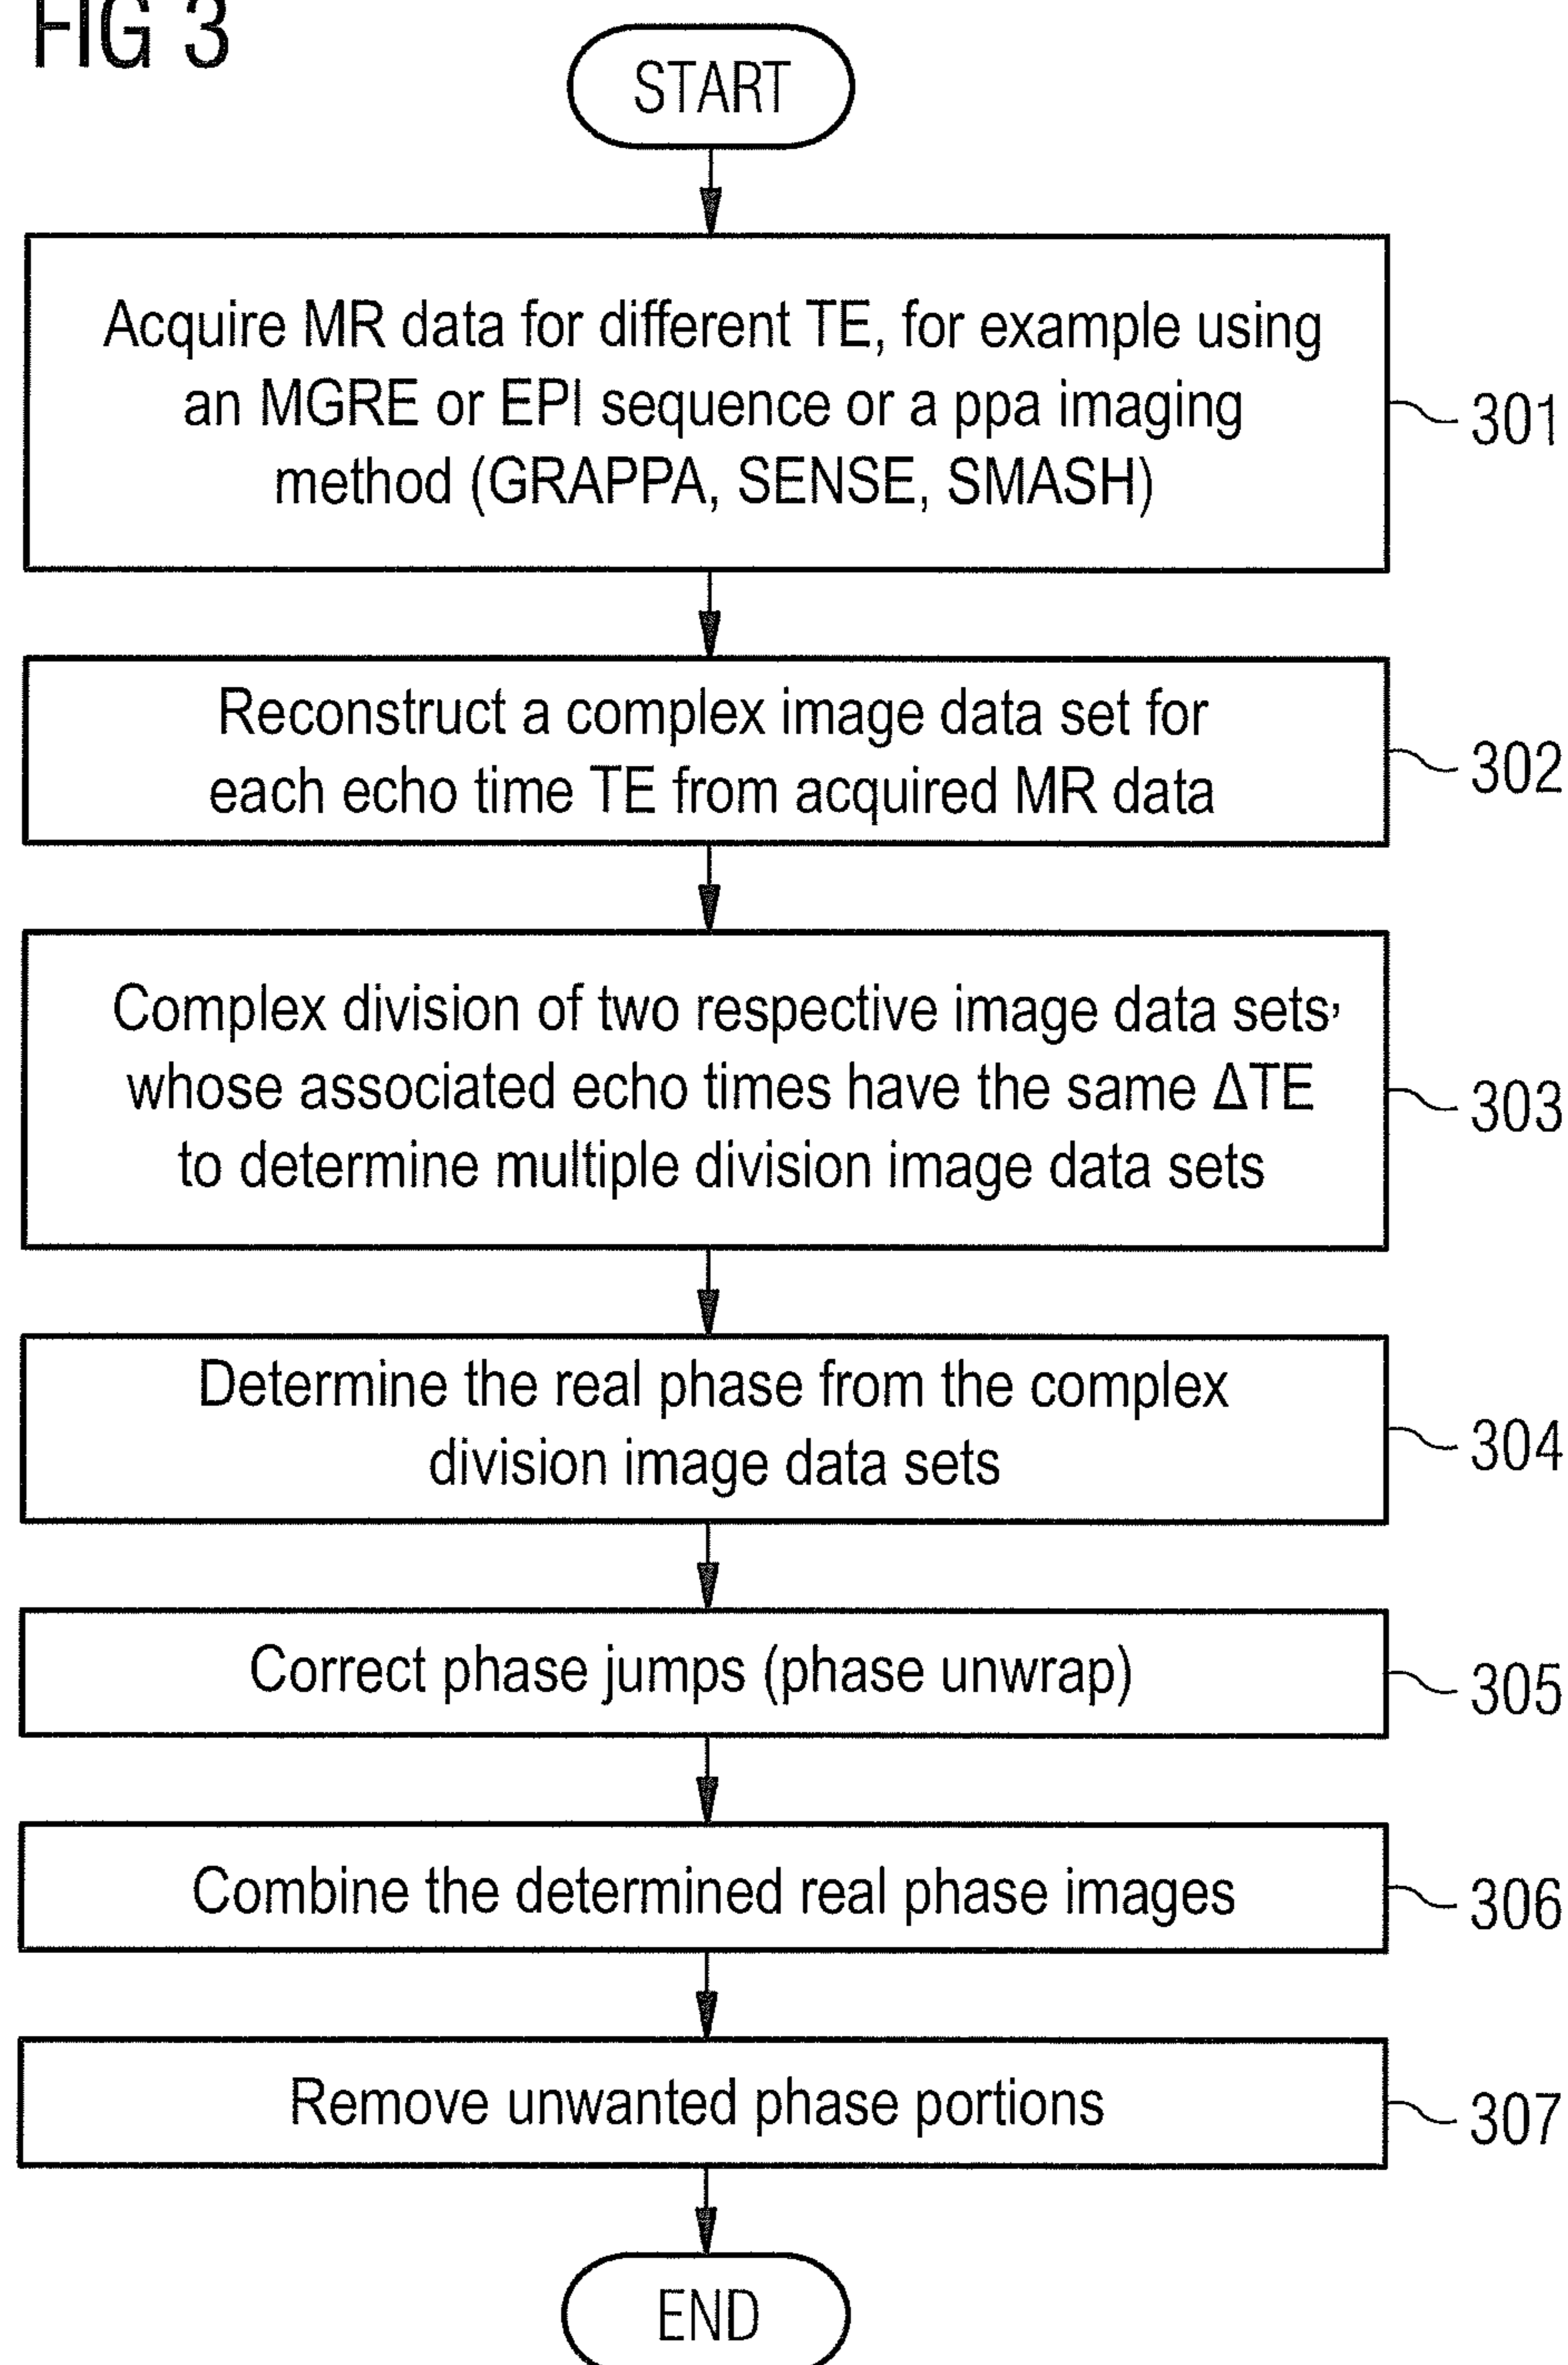 FIG 3
START
Acquire MR data for different TE, for example using
an MGRE or EPI sequence or a ppa imaging
method (GRAPPA, SENSE, SMASH)
301
Reconstruct a complex image data set for
each echo time TE from acquired MR data
302
Complex division of two respective image data sets,
whose associated echo times have the same ΔTE
to determine multiple division image data sets
303
Determine the real phase from the complex
division image data sets
304
Correct phase jumps (phase unwrap)
305
Combine the determined real phase images
306
Remove unwanted phase portions
307
END